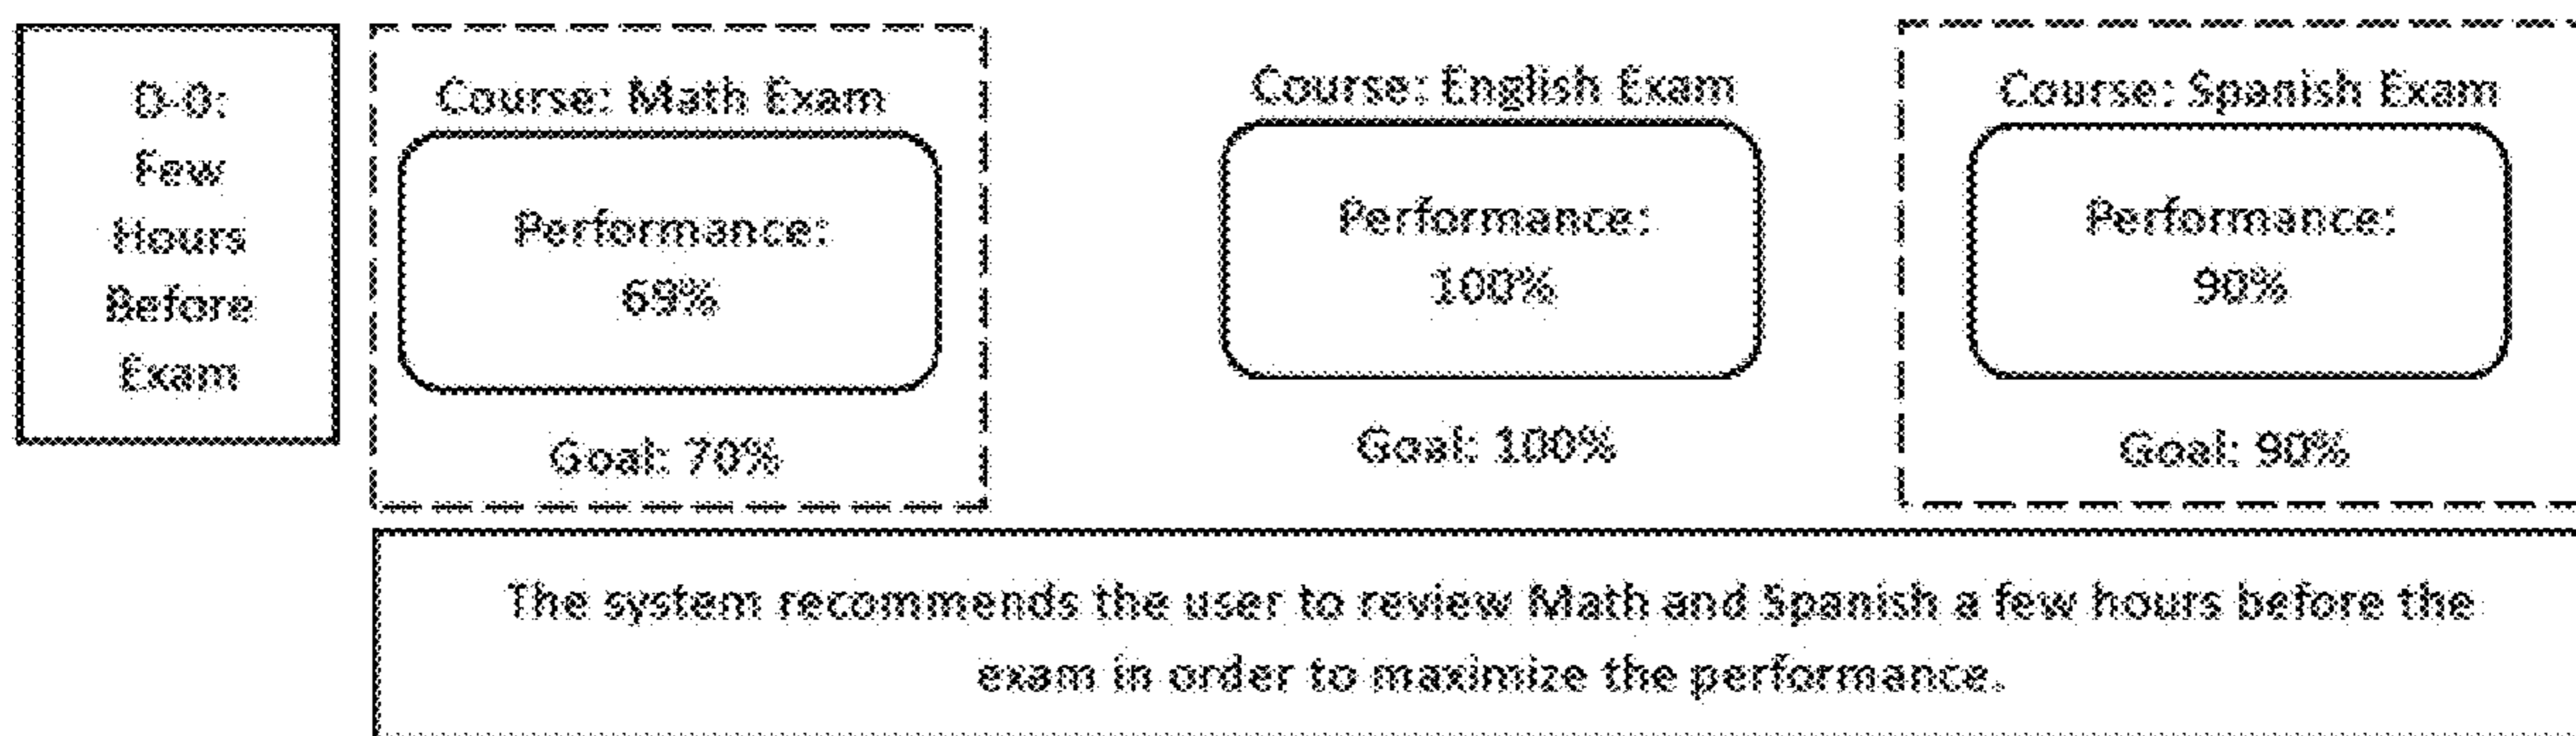 D-0:
Few
Hours
Before
Exam
Course: Math Exam
Performance:
69%
Goal: 70%
Course: English Exam
Performance:
100%
Goal: 100%
Course: Spanish Exam
Performance:
90%
Goal: 90%
The system recommends the user to review Math and Spanish a few hours before the
exam in order to maximize the performance.